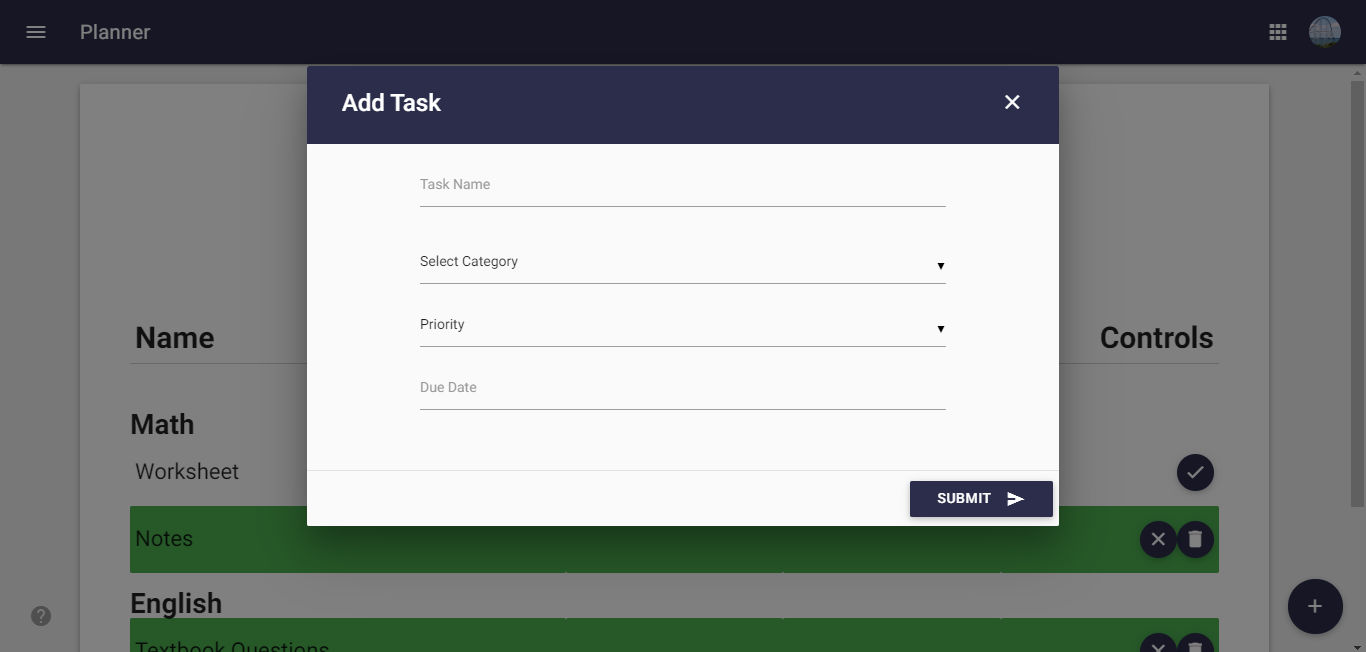 Planner
Add Task
Task Name
Select Category
Priority
Due Date
SUBMIT
Name
Controls
Math
Worksheet
Notes
English
Textbook Questions